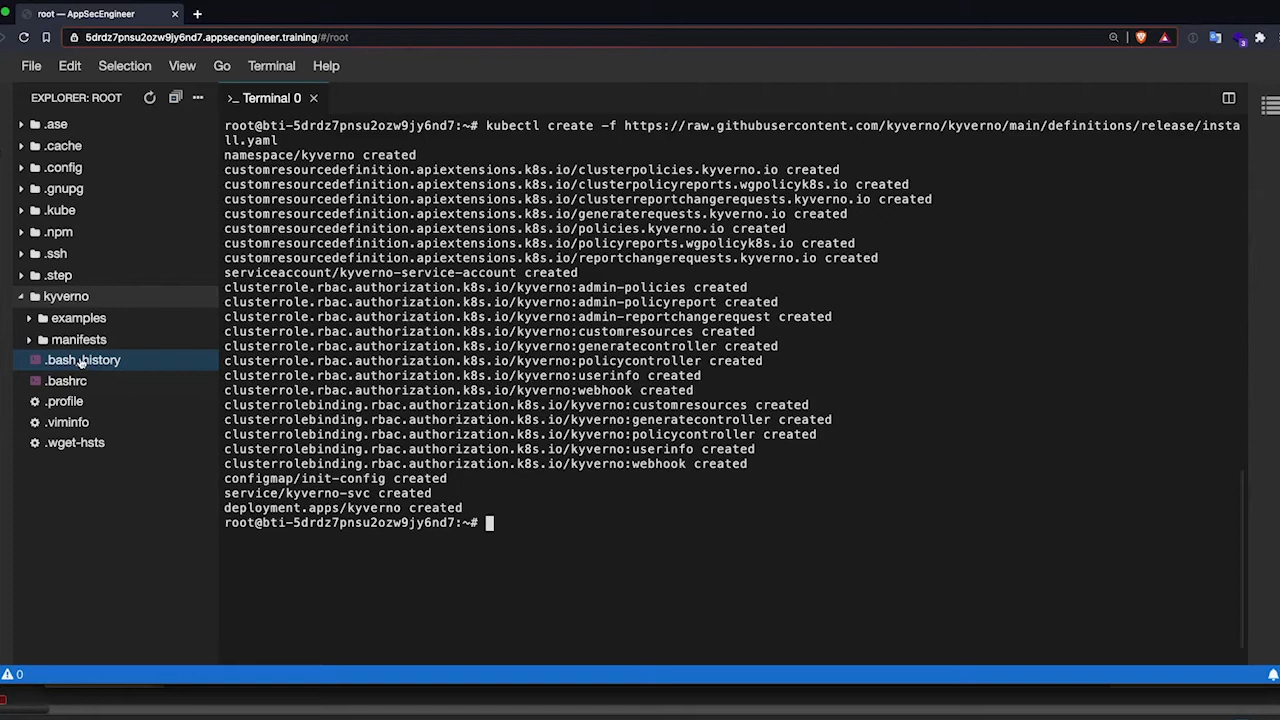 root — AppSecEngineer
5drdz7pnsu2ozw9jy6nd7.appsecengineer.training/#/root
3
File Edit Selection View Go Terminal Help
EXPLORER: ROOT
.ase
.cache
.config
.gnupg
.kube
.npm
.ssh
.step
kyverno
examples
manifests
.bash_history
.bashrc
.profile
.viminfo
.wget-hsts
>_ Terminal 0
root@bti-5drdz7pnsu2ozw9jy6nd7:~# kubectl create -f https://raw.githubusercontent.com/kyverno/kyverno/main/definitions/release/insta
ll.yaml
namespace/kyverno created
customresourcedefinition.apiextensions.k8s.io/clusterpolicies.kyverno.io created
customresourcedefinition.apiextensions.k8s.io/clusterpolicyreports.wgpolicyk8s.io created
customresourcedefinition.apiextensions.k8s.io/clusterreportchangerequests.kyverno.io created
customresourcedefinition.apiextensions.k8s.io/generaterequests.kyverno.io created
customresourcedefinition.apiextensions.k8s.io/policies.kyverno.io created
customresourcedefinition.apiextensions.k8s.io/policyreports.wgpolicyk8s.io created
customresourcedefinition.apiextensions.k8s.io/reportchangerequests.kyverno.io created
serviceaccount/kyverno-service-account created
clusterrole.rbac.authorization.k8s.io/kyverno:admin-policies created
clusterrole.rbac.authorization.k8s.io/kyverno:admin-policyreport created
clusterrole.rbac.authorization.k8s.io/kyverno:admin-reportchangerequest created
clusterrole.rbac.authorization.k8s.io/kyverno:customresources created
clusterrole.rbac.authorization.k8s.io/kyverno:generatecontroller created
clusterrole.rbac.authorization.k8s.io/kyverno:policycontroller created
clusterrole.rbac.authorization.k8s.io/kyverno:userinfo created
clusterrole.rbac.authorization.k8s.io/kyverno:webhook created
clusterrolebinding.rbac.authorization.k8s.io/kyverno:customresources created
clusterrolebinding.rbac.authorization.k8s.io/kyverno:generatecontroller created
clusterrolebinding.rbac.authorization.k8s.io/kyverno:policycontroller created
clusterrolebinding.rbac.authorization.k8s.io/kyverno:userinfo created
clusterrolebinding.rbac.authorization.k8s.io/kyverno:webhook created
configmap/init-config created
service/kyverno-svc created
deployment.apps/kyverno created
root@bti-5drdz7pnsu2ozw9jy6nd7:~#
0